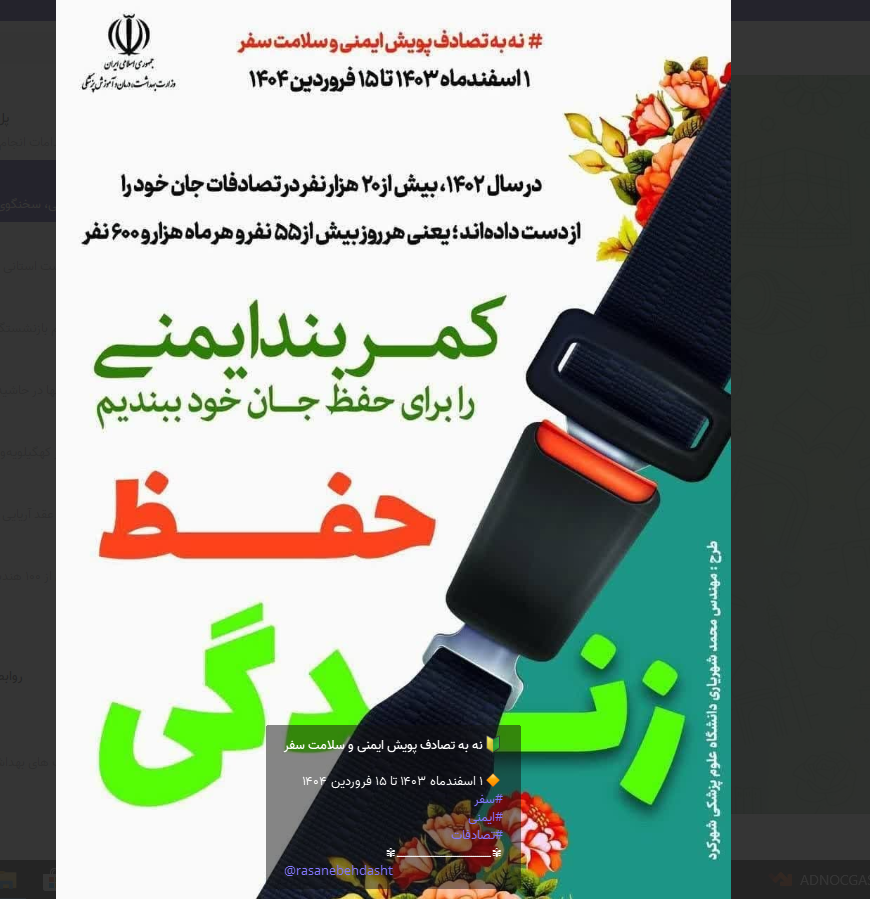 جمهوری اسلامی ایران
وزارت بهداشت، درمان و آموزش پزشکی
# نه به تصادف پویش ایمنی و سلامت سفر
۱ اسفندماه ۱۴۰۳ تا ۱۵ فروردین ۱۴۰۴
در سال ۱۴۰۲، بیش از ۲۰ هزار نفر در تصادفات جان خود را
از دست داده‌اند؛ یعنی هر روز بیش از ۵۵ نفر و هر ماه هزار و ۶۰۰ نفر
کمربند ایمنی
را برای حفظ جان خود ببندیم
حفظ
زندگی
طرح : مهندس محمد شهریاری دانشگاه علوم پزشکی شهرکرد
🔰 نه به تصادف پویش ایمنی و سلامت سفر
🔶 ۱ اسفندماه ۱۴۰۳ تا ۱۵ فروردین ۱۴۰۴
#سفر
#ایمنی
#تصادفات
@rasanebehdasht
ADNOCGAS